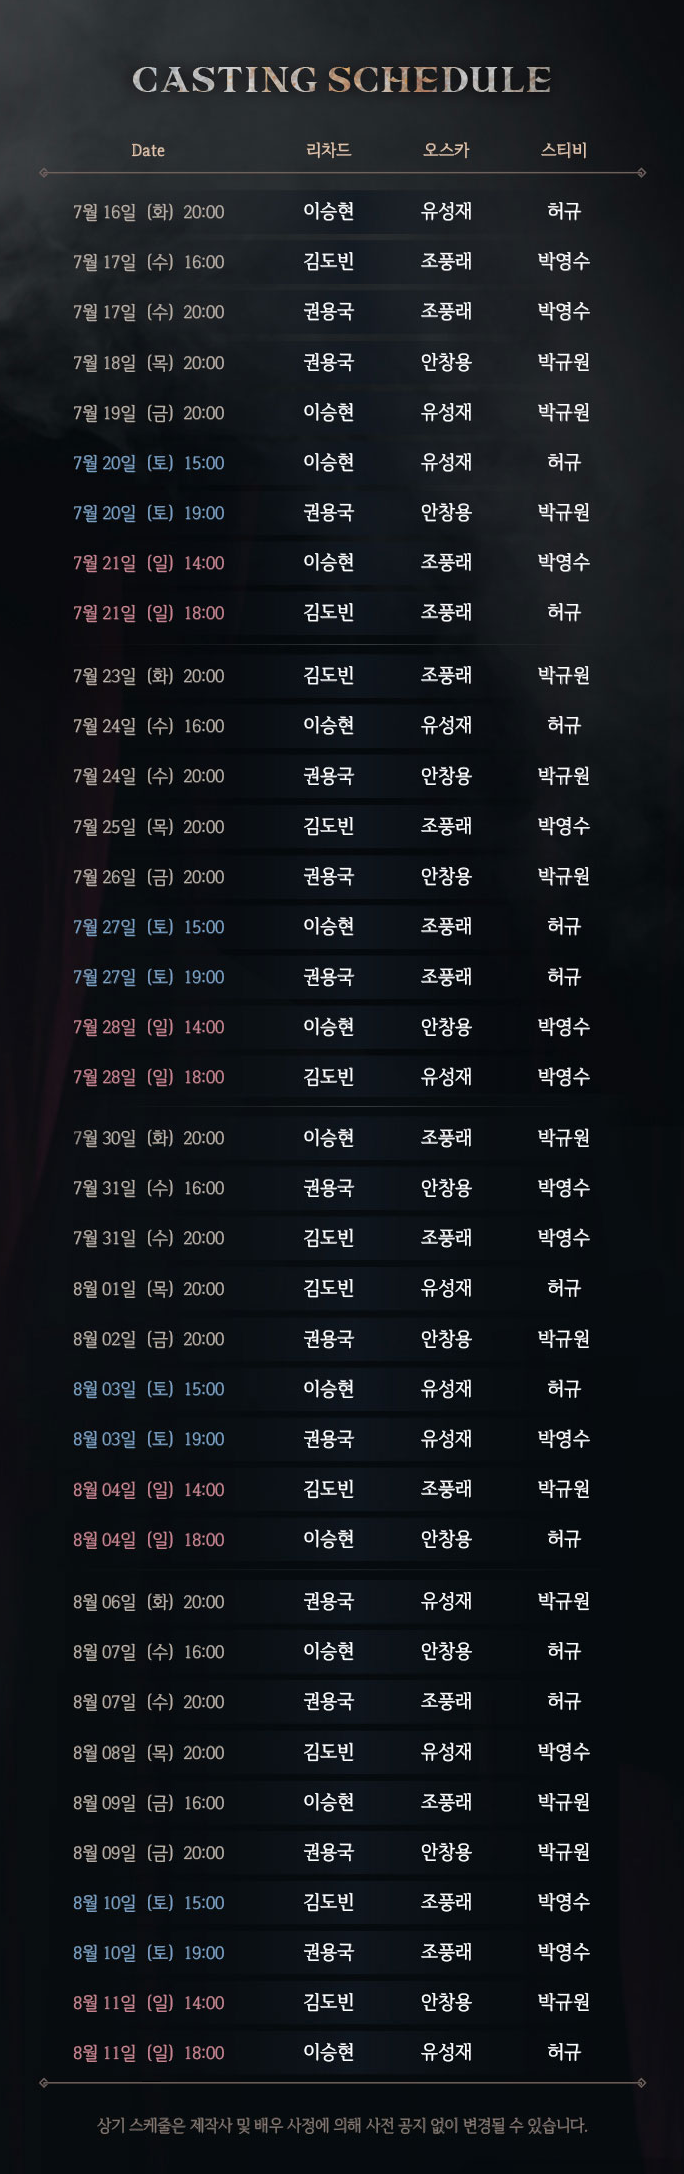 CASTING SCHEDULE
Date 리차드 오스카 스티비
7월 16일 (화) 20:00 이승현 유성재 허규
7월 17일 (수) 16:00 김도빈 조풍래 박영수
7월 17일 (수) 20:00 권용국 조풍래 박영수
7월 18일 (목) 20:00 권용국 안창용 박규원
7월 19일 (금) 20:00 이승현 유성재 박규원
7월 20일 (토) 15:00 이승현 유성재 허규
7월 20일 (토) 19:00 권용국 안창용 박규원
7월 21일 (일) 14:00 이승현 조풍래 박영수
7월 21일 (일) 18:00 김도빈 조풍래 허규
7월 23일 (화) 20:00 김도빈 조풍래 박규원
7월 24일 (수) 16:00 이승현 유성재 허규
7월 24일 (수) 20:00 권용국 안창용 박규원
7월 25일 (목) 20:00 김도빈 조풍래 박영수
7월 26일 (금) 20:00 권용국 안창용 박규원
7월 27일 (토) 15:00 이승현 조풍래 허규
7월 27일 (토) 19:00 권용국 조풍래 허규
7월 28일 (일) 14:00 이승현 안창용 박영수
7월 28일 (일) 18:00 김도빈 유성재 박영수
7월 30일 (화) 20:00 이승현 조풍래 박규원
7월 31일 (수) 16:00 권용국 안창용 박영수
7월 31일 (수) 20:00 김도빈 조풍래 박영수
8월 01일 (목) 20:00 김도빈 유성재 허규
8월 02일 (금) 20:00 권용국 안창용 박규원
8월 03일 (토) 15:00 이승현 유성재 허규
8월 03일 (토) 19:00 권용국 유성재 박영수
8월 04일 (일) 14:00 김도빈 조풍래 박규원
8월 04일 (일) 18:00 이승현 안창용 허규
8월 06일 (화) 20:00 권용국 유성재 박규원
8월 07일 (수) 16:00 이승현 안창용 허규
8월 07일 (수) 20:00 권용국 조풍래 허규
8월 08일 (목) 20:00 김도빈 유성재 박영수
8월 09일 (금) 16:00 이승현 조풍래 박규원
8월 09일 (금) 20:00 권용국 안창용 박규원
8월 10일 (토) 15:00 김도빈 조풍래 박영수
8월 10일 (토) 19:00 권용국 조풍래 박영수
8월 11일 (일) 14:00 김도빈 안창용 박규원
8월 11일 (일) 18:00 이승현 유성재 허규
상기 스케줄은 제작사 및 배우 사정에 의해 사전 공지 없이 변경될 수 있습니다.